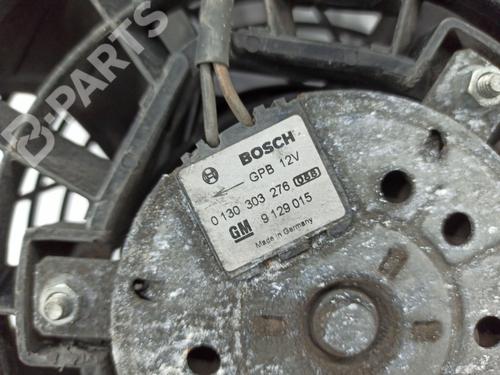 B-PARTS
BOSCH
GPB 12V
0 130 303 276
GM 9 129 015
Made in Germany